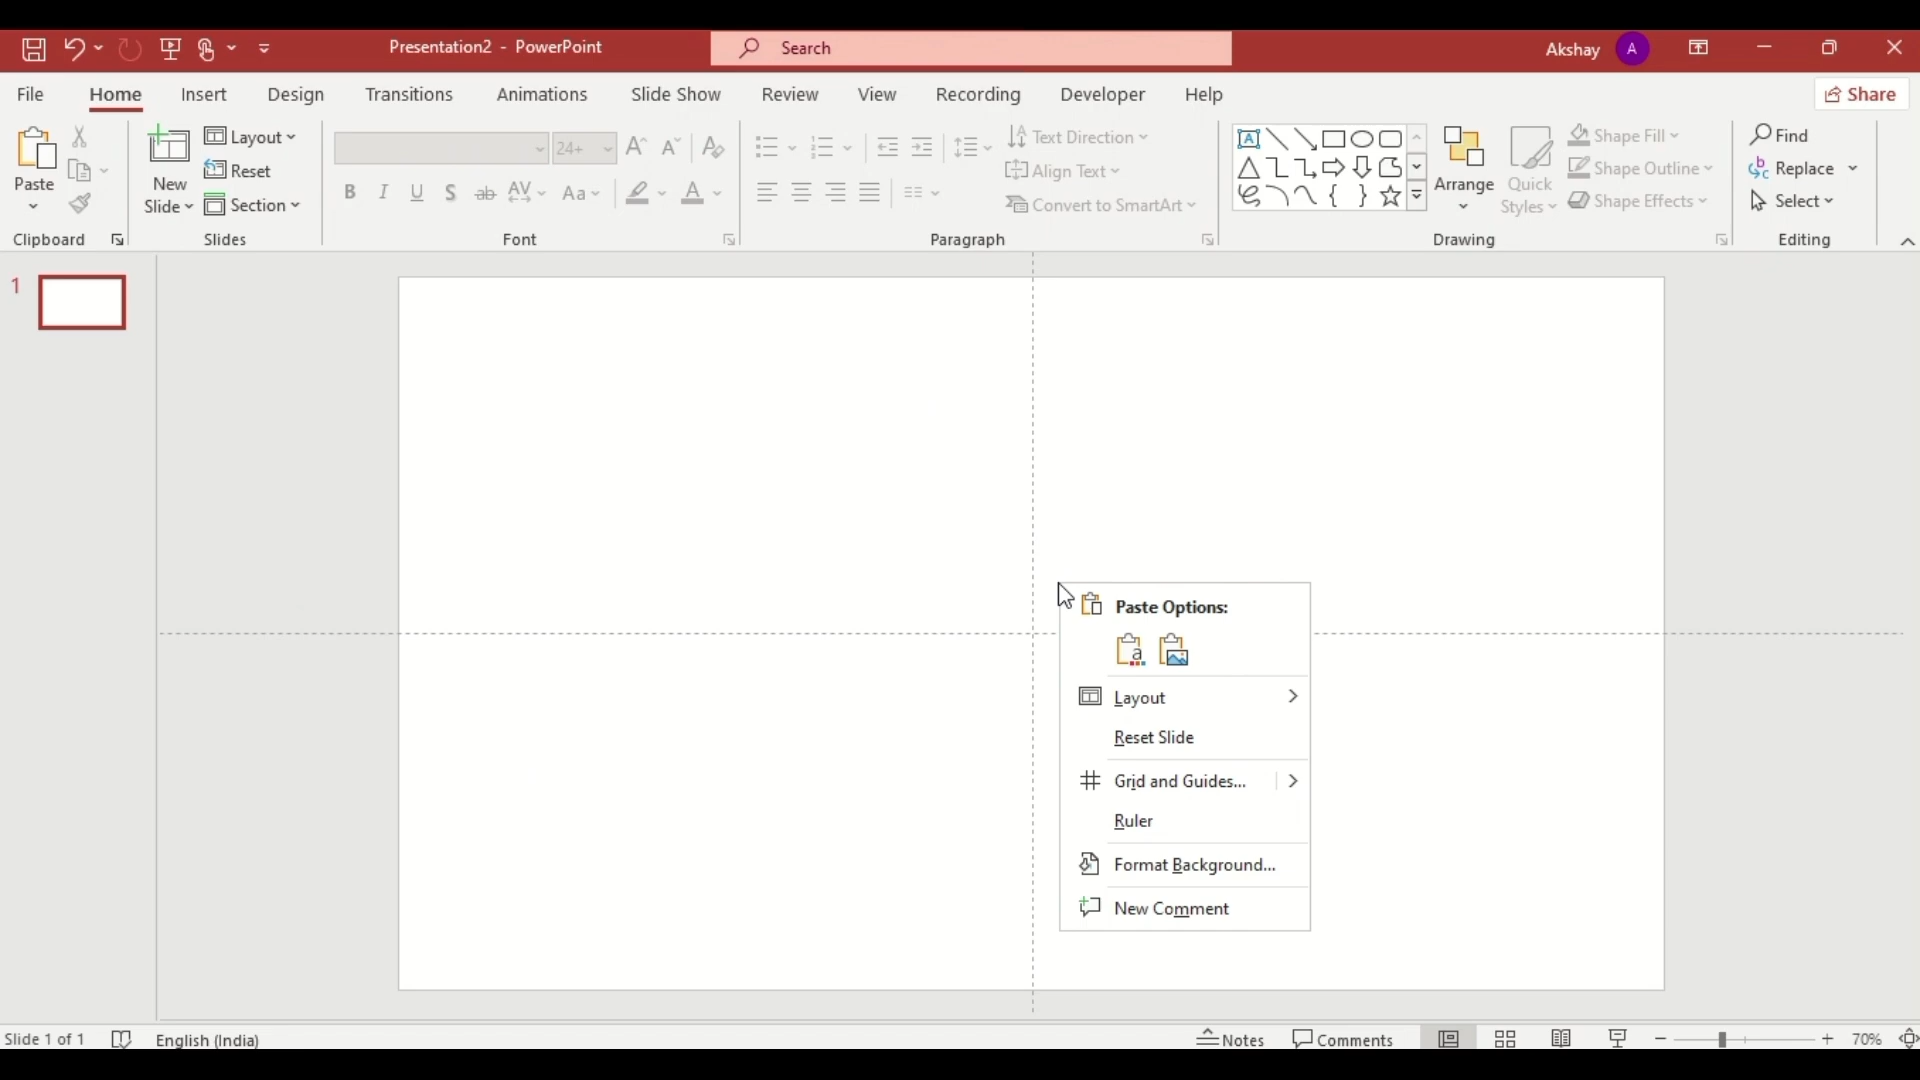 Presentation2 - PowerPoint
Search
Akshay
A
File Home Insert Design Transitions Animations Slide Show Review View Recording Developer Help
Share
Paste
Clipboard
New
Slide
Layout
Reset
Section
Slides
24+
B I U S ab AV Aa A
Font
Text Direction
Align Text
Convert to SmartArt
Paragraph
Arrange
Quick
Styles
Shape Fill
Shape Outline
Shape Effects
Drawing
Find
Replace
Select
Editing
1
Paste Options:
Layout
Reset Slide
Grid and Guides...
Ruler
Format Background...
New Comment
Slide 1 of 1
English (India)
Notes
Comments
70%